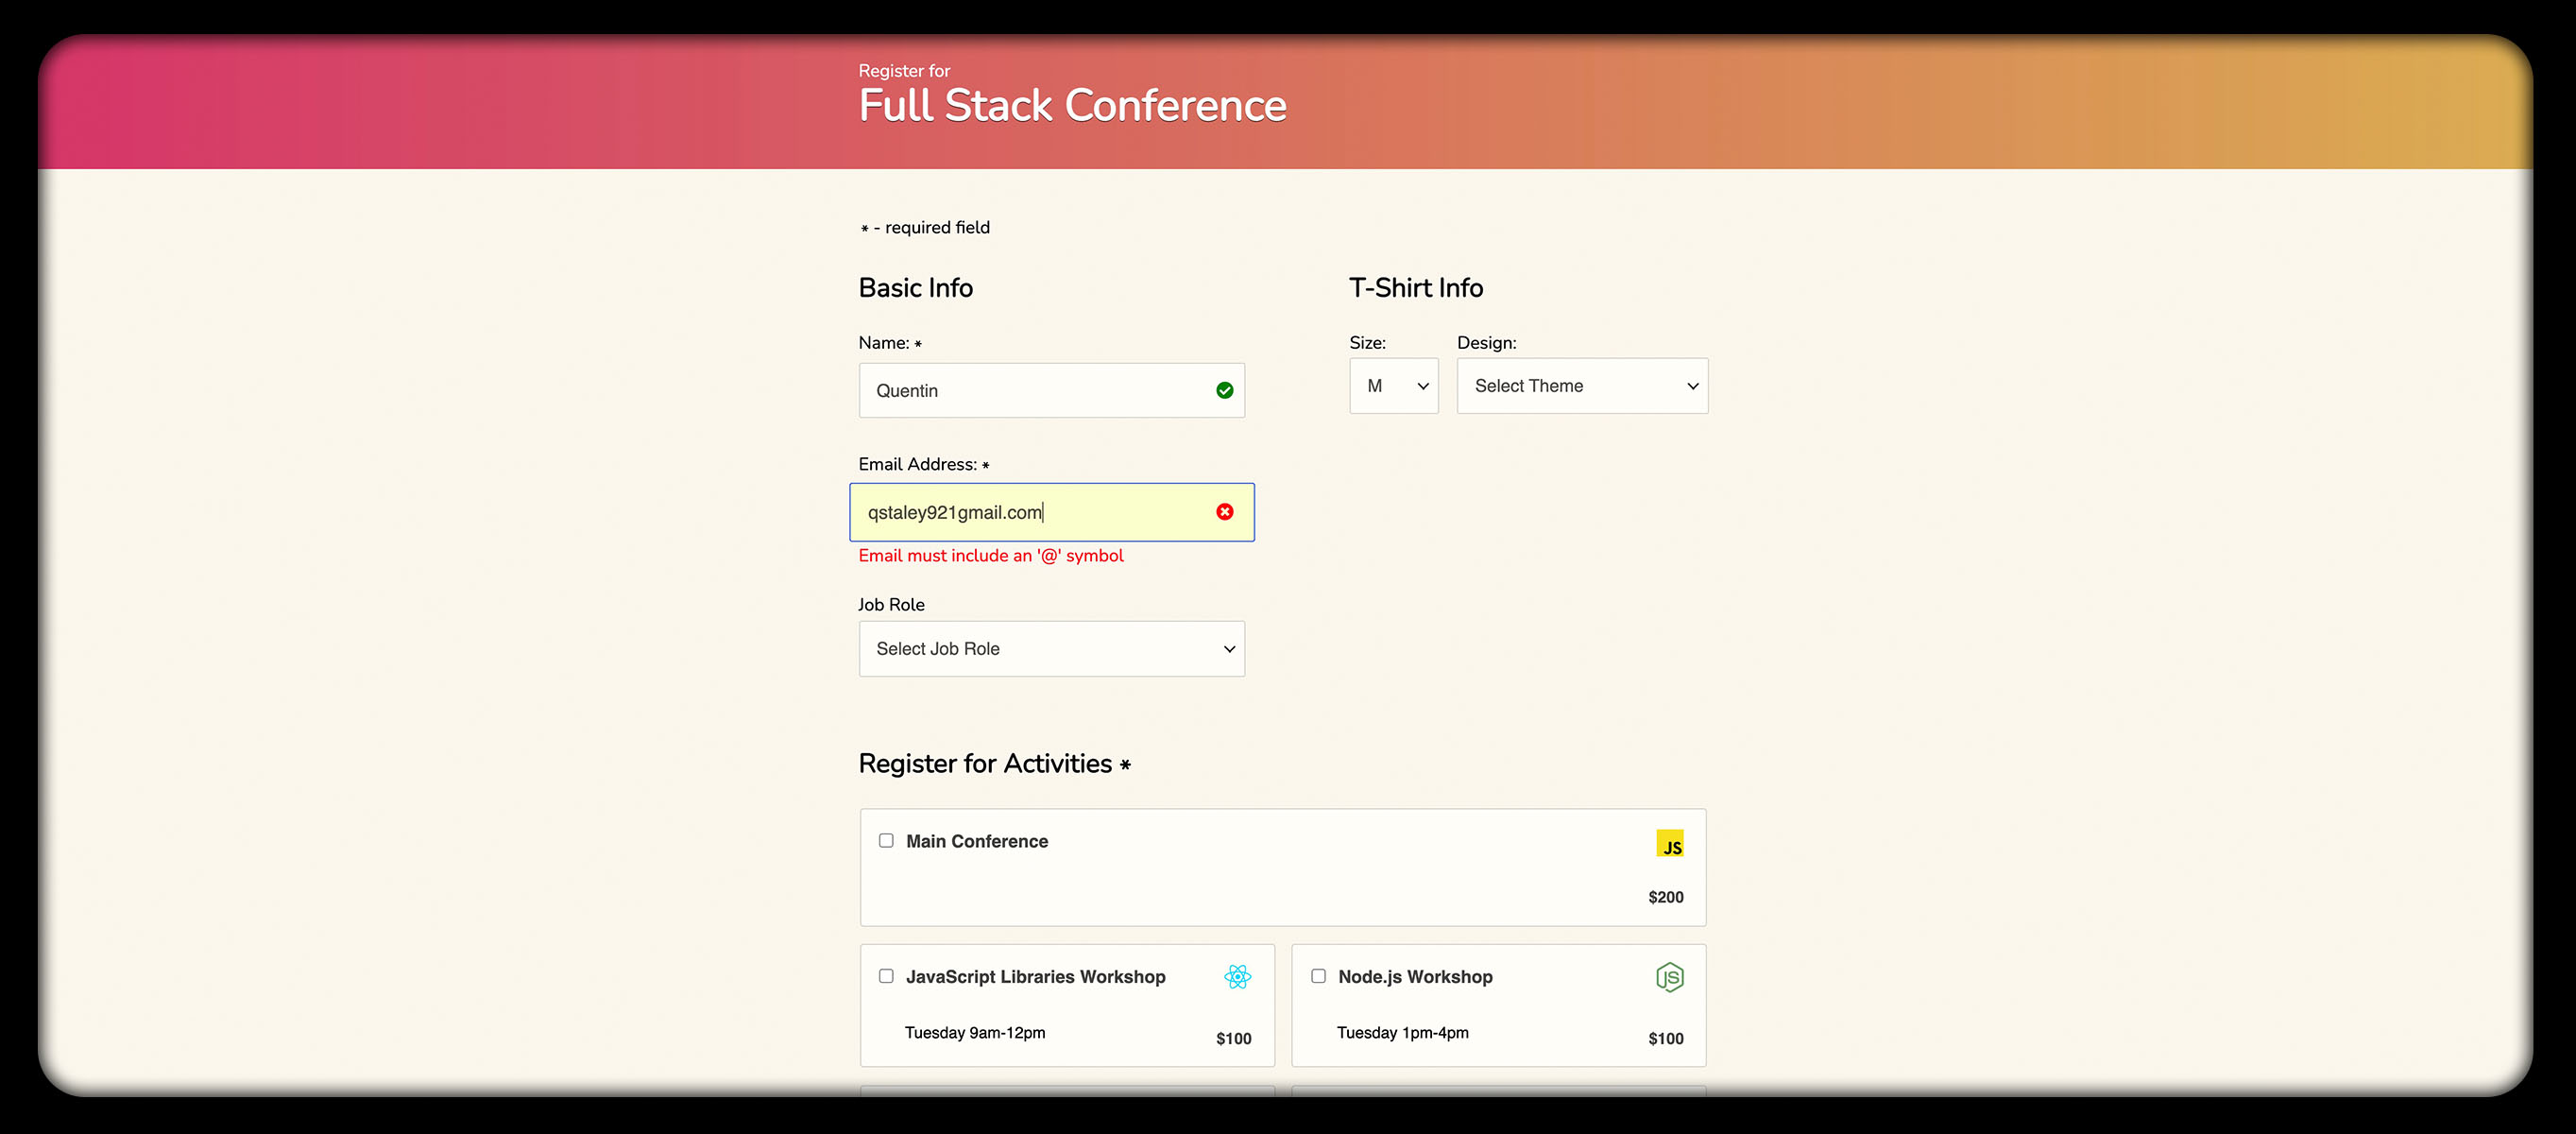 Register for
Full Stack Conference
* - required field
Basic Info
Name: *
Quentin
Email Address: *
qstaley921gmail.com
Email must include an '@' symbol
Job Role
Select Job Role
T-Shirt Info
Size:
Design:
M
Select Theme
Register for Activities *
Main Conference
JS
$200
JavaScript Libraries Workshop
Tuesday 9am-12pm
$100
Node.js Workshop
JS
Tuesday 1pm-4pm
$100